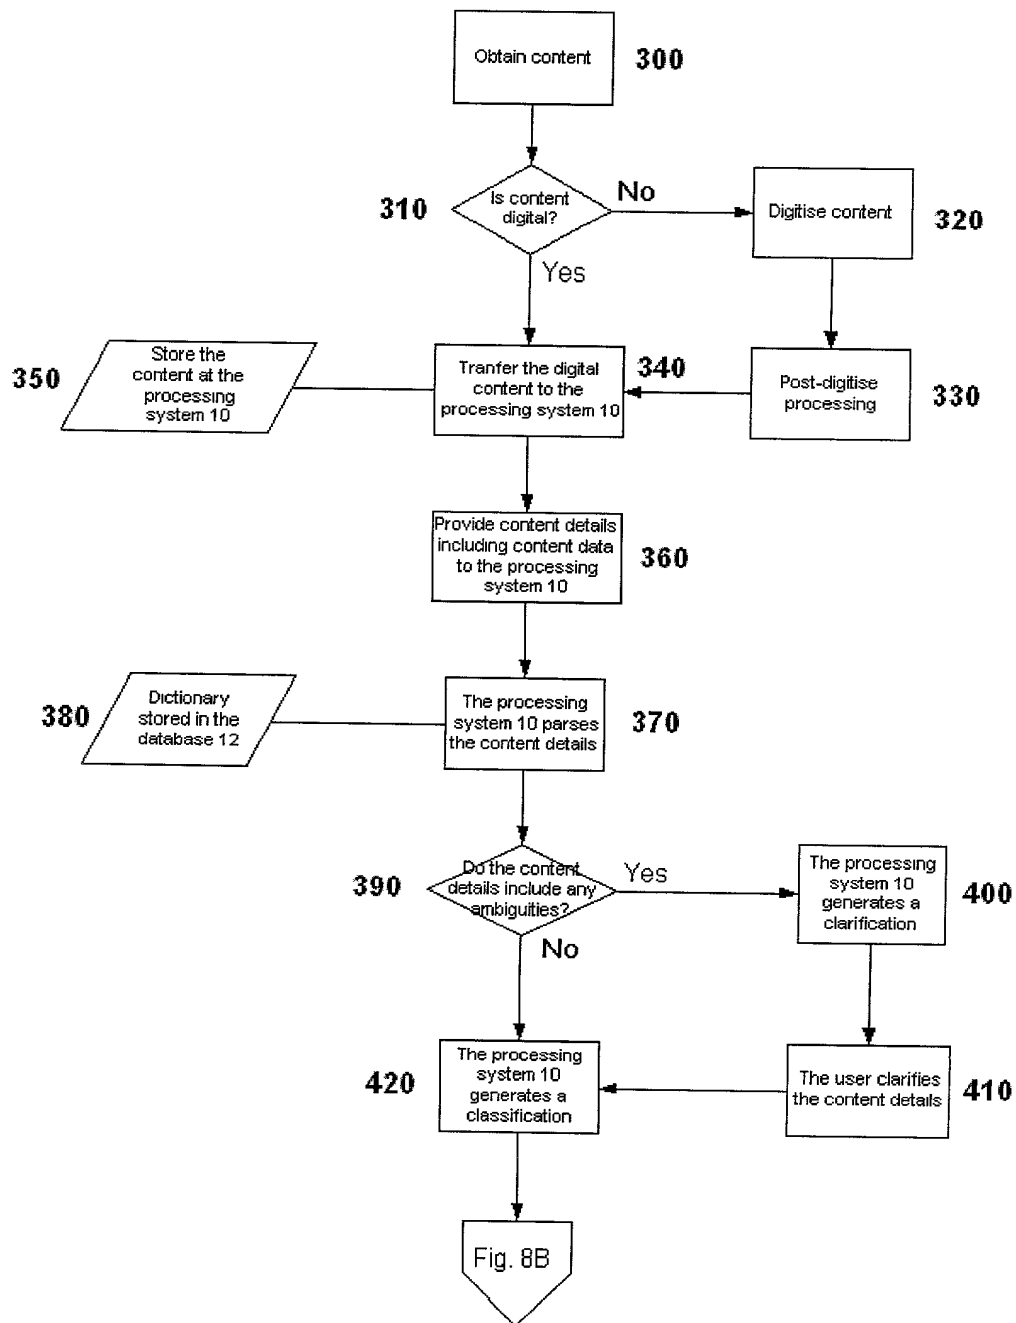 Obtain content
300
310
Is content
digital?
No
Digitise content
320
Yes
350
Store the
content at the
processing
system 10
Tranfer the digital
content to the
processing system 10
340
Post-digitise
processing
330
Provide content details
including content data
to the processing
system 10
360
380
Dictionary
stored in the
database 12
The processing
system 10 parses
the content details
370
390
Do the content
details include any
ambiguities?
Yes
The processing
system 10
generates a
clarification
400
No
420
The processing
system 10
generates a
classification
The user clarifies
the content details
410
Fig. 8B